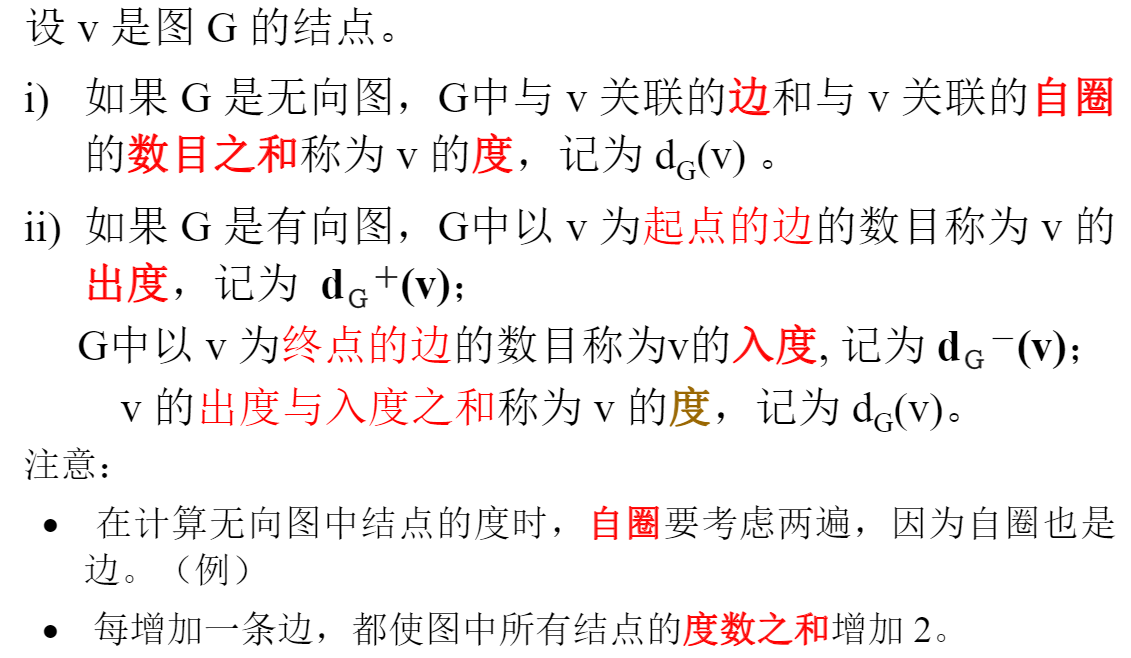 设 v 是图 G 的结点。
i) 如果 G 是无向图，G中与 v 关联的边和与 v 关联的自圈
的数目之和称为 v 的度，记为 dG(v) 。
ii) 如果 G 是有向图，G中以 v 为起点的边的数目称为 v 的
出度，记为 dG+(v)；
G中以 v 为终点的边的数目称为v的入度, 记为 dG−(v)；
v 的出度与入度之和称为 v 的度，记为 dG(v)。
注意：
• 在计算无向图中结点的度时，自圈要考虑两遍，因为自圈也是
边。（例）
• 每增加一条边，都使图中所有结点的度数之和增加 2。